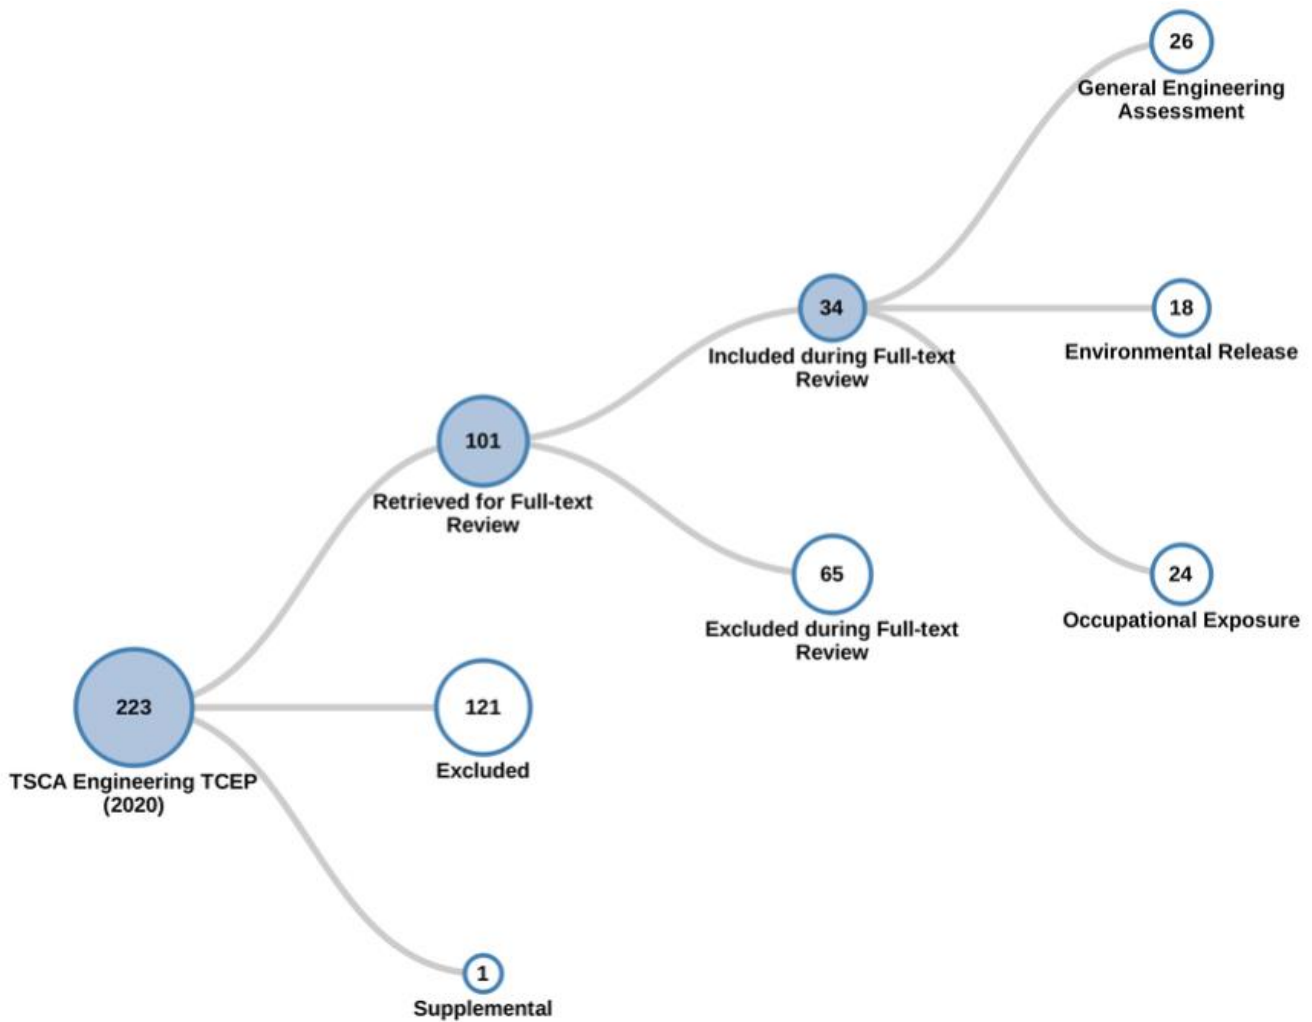 26
General Engineering
Assessment
34
Included during Full-text
Review
18
Environmental Release
101
Retrieved for Full-text
Review
65
Excluded during Full-text
Review
24
Occupational Exposure
223
TSCA Engineering TCEP
(2020)
121
Excluded
1
Supplemental